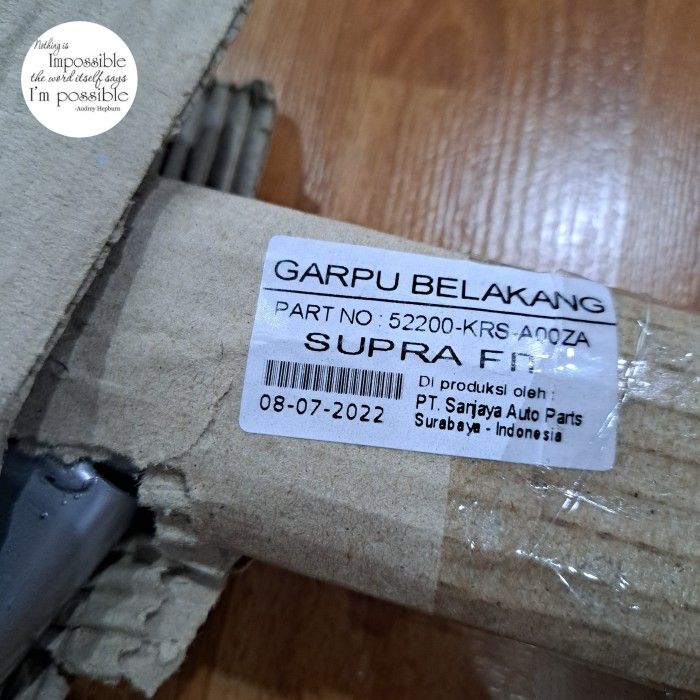 Nothing is
Impossible
the word itself says
I'm possible
-Audrey Hepburn
GARPU BELAKANG
PART NO : 52200-KRS-A00ZA
SUPRA FIT
08-07-2022
Di produksi oleh :
PT. Sanjaya Auto Parts
Surabaya - Indonesia